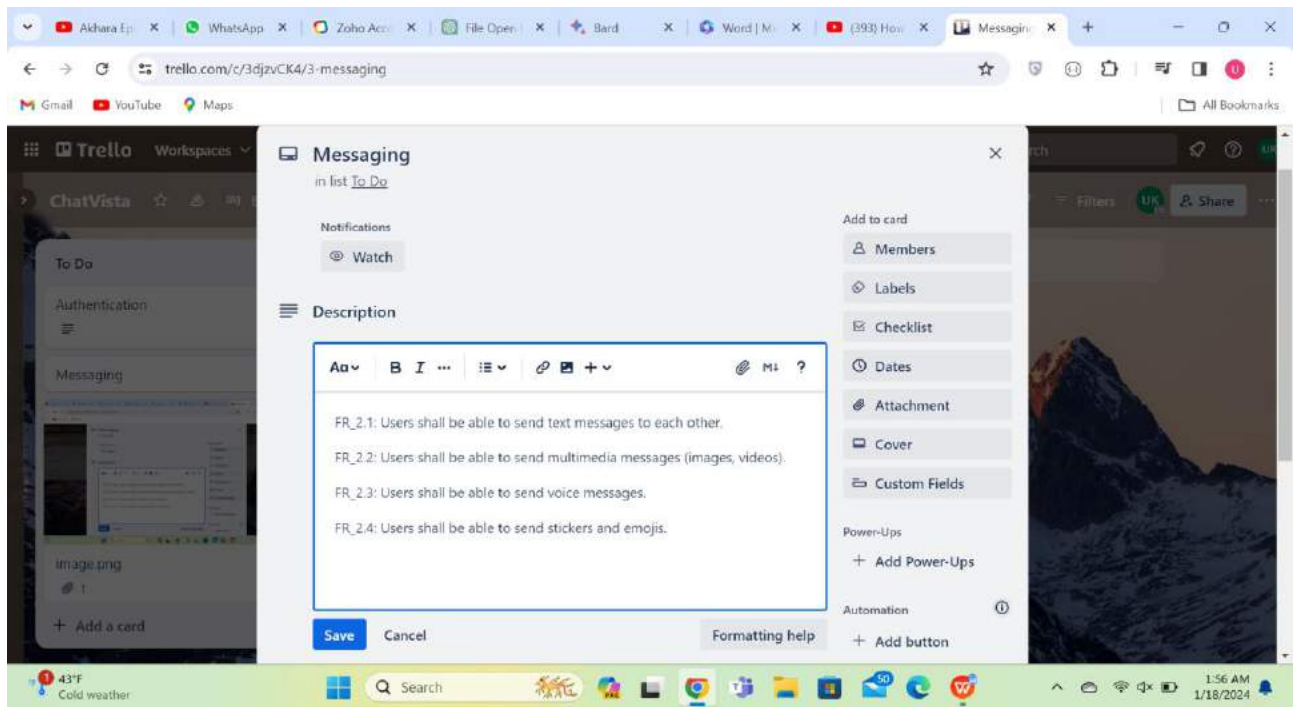 Akhara Ep
WhatsApp
Zoho Acc
File Open
Bard
Word | M
(393) How
Messaging
trello.com/c/3djzvCK4/3-messaging
U
Gmail
YouTube
Maps
All Bookmarks
Trello
Workspaces
rch
UK
ChatVista
Filters
UK
Share
Messaging
in list To Do
Notifications
Watch
Description
Aa
B I
M↓ ?
FR_2.1: Users shall be able to send text messages to each other.
FR_2.2: Users shall be able to send multimedia messages (images, videos).
FR_2.3: Users shall be able to send voice messages.
FR_2.4: Users shall be able to send stickers and emojis.
Save
Cancel
Formatting help
Add to card
Members
Labels
Checklist
Dates
Attachment
Cover
Custom Fields
Power-Ups
+ Add Power-Ups
Automation
+ Add button
To Do
Authentication
Messaging
image.png
1
+ Add a card
1
43°F
Cold weather
Search
50
1:56 AM
1/18/2024